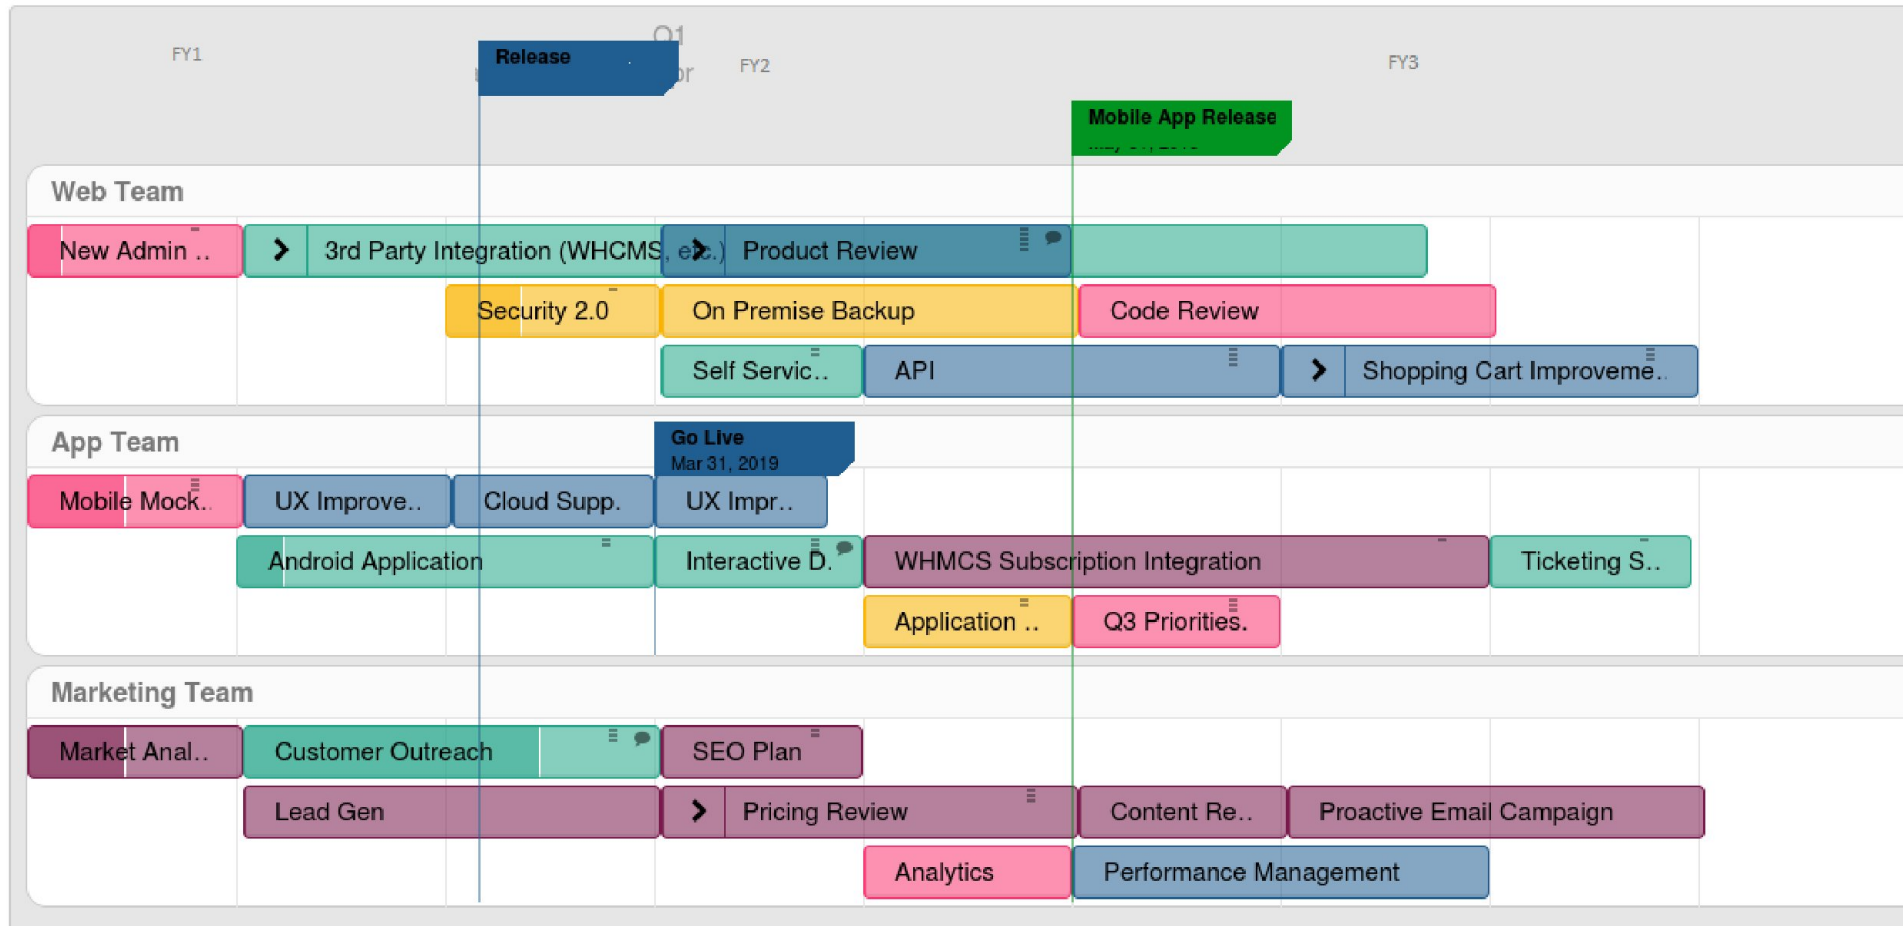 Q1
Release
FY1
FY2
FY3
Mobile App Release
Web Team
New Admin ..
3rd Party Integration (WHCMS, etc.)
Product Review
Security 2.0
On Premise Backup
Code Review
Self Servic..
API
Shopping Cart Improveme..
App Team
Go Live
Mar 31, 2019
Mobile Mock..
UX Improve..
Cloud Supp.
UX Impr..
Android Application
Interactive D.
WHMCS Subscription Integration
Ticketing S..
Application ..
Q3 Priorities.
Marketing Team
Market Anal..
Customer Outreach
SEO Plan
Lead Gen
Pricing Review
Content Re..
Proactive Email Campaign
Analytics
Performance Management